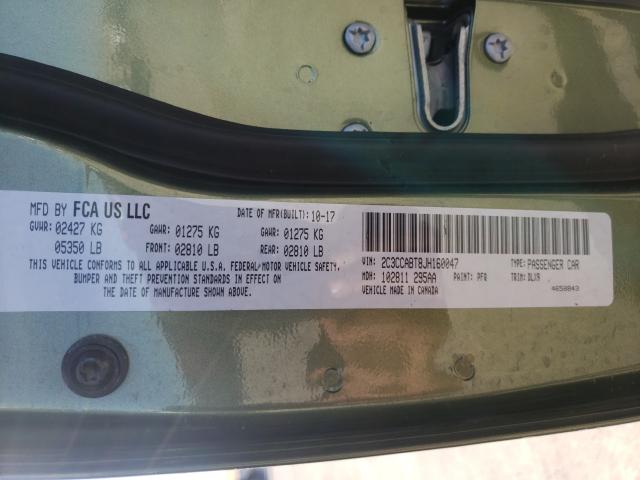 MFD BY FCA US LLC
DATE OF MFR(BUILT): 10-17
GVWR: 02427 KG GAWR: 01275 KG GAWR: 01275 KG
05350 LB FRONT: 02810 LB REAR: 02810 LB
THIS VEHICLE CONFORMS TO ALL APPLICABLE U.S.A. FEDERAL MOTOR VEHICLE SAFETY,
BUMPER AND THEFT PREVENTION STANDARDS IN EFFECT ON
THE DATE OF MANUFACTURE SHOWN ABOVE.
VIN: 2C3CCABT8JH160047 TYPE: PASSENGER CAR
MDH: 102811 295AA PAINT: PFQ TRIM: DLX9
VEHICLE MADE IN CANADA 4658843